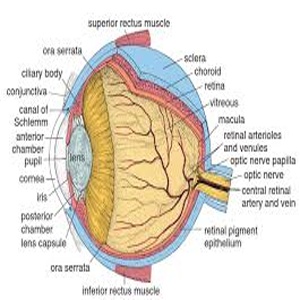 superior rectus muscle
ora serrata
ciliary body
conjunctiva
canal of
Schlemm
anterior
chamber
pupil
cornea
iris
posterior
chamber
lens capsule
ora serrata
inferior rectus muscle
lens
sclera
choroid
retina
vitreous
macula
retinal arterioles
and venules
optic nerve papilla
optic nerve
central retinal
artery and vein
retinal pigment
epithelium